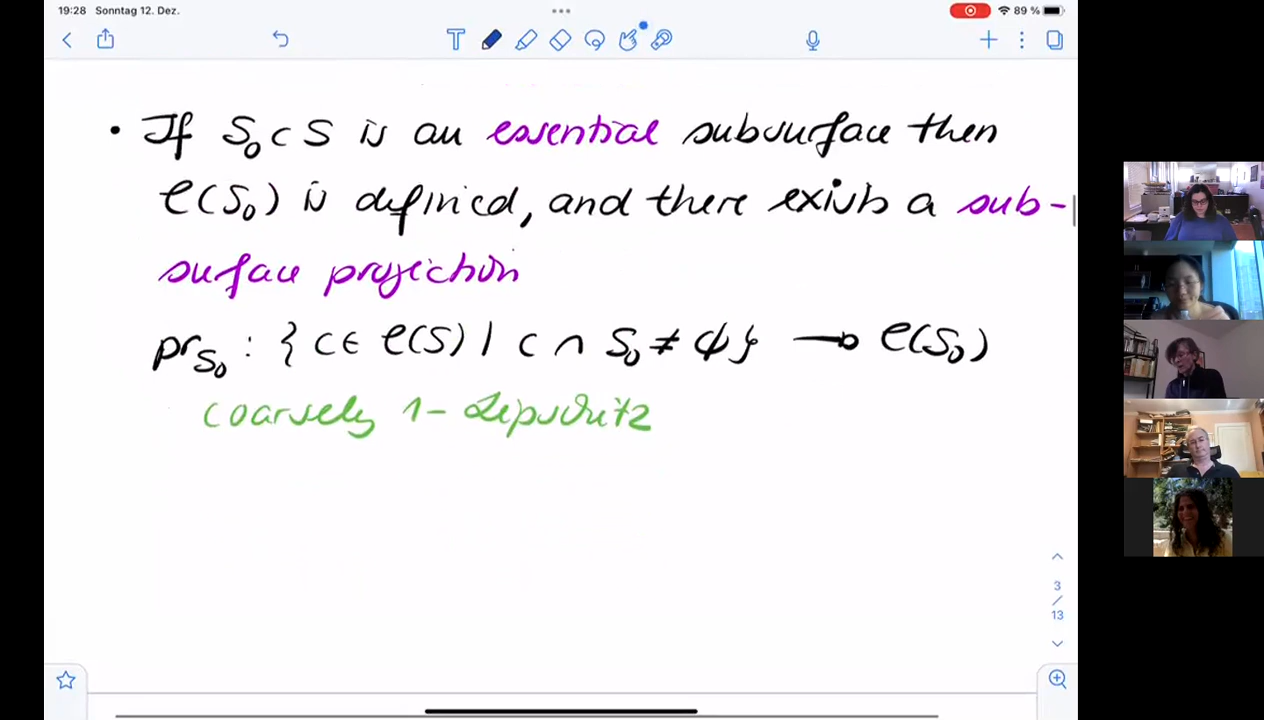 19:28 Sonntag 12. Dez.
89 %
• If S₀ ⊂ S is an essential subsurface then
C(S₀) is defined, and there exists a sub-
surface projection
pr_S₀ : { c ∈ C(S) | c ∩ S₀ ≠ ∅ } → C(S₀)
coarsely 1-Lipschitz
3
/
13